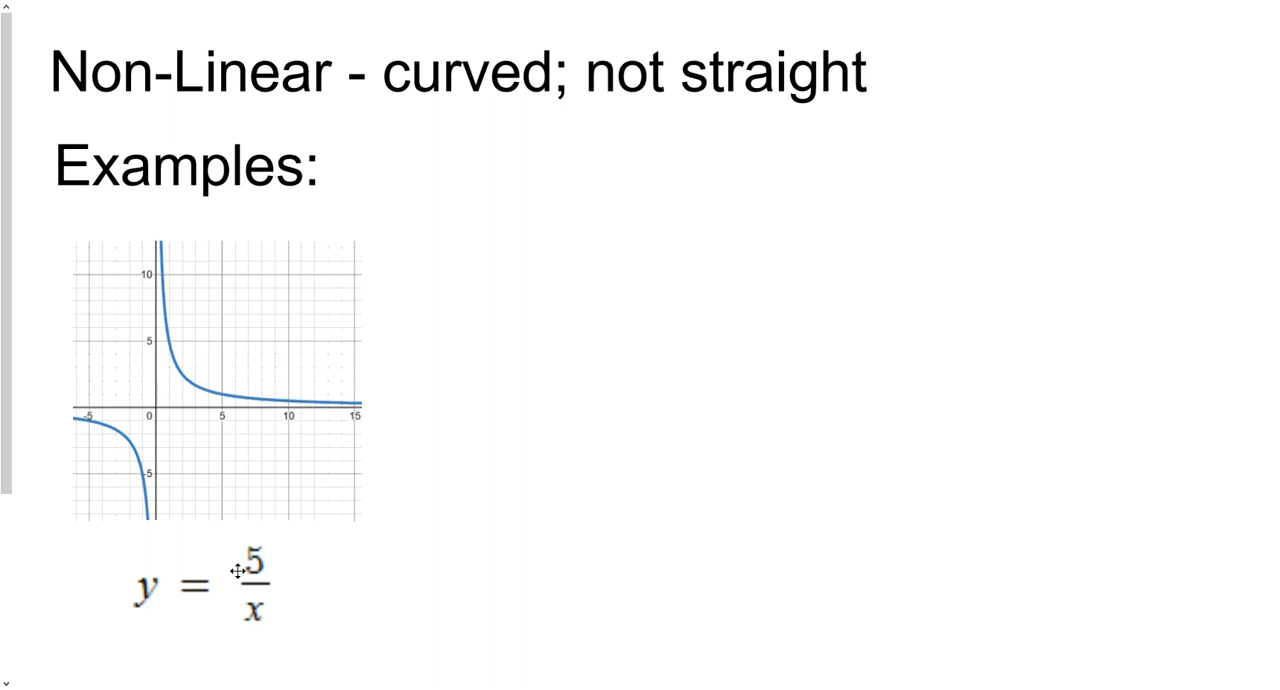 Non-Linear - curved; not straight
Examples:
10
5
-5 0 5 10 15
-5
y = 5/x